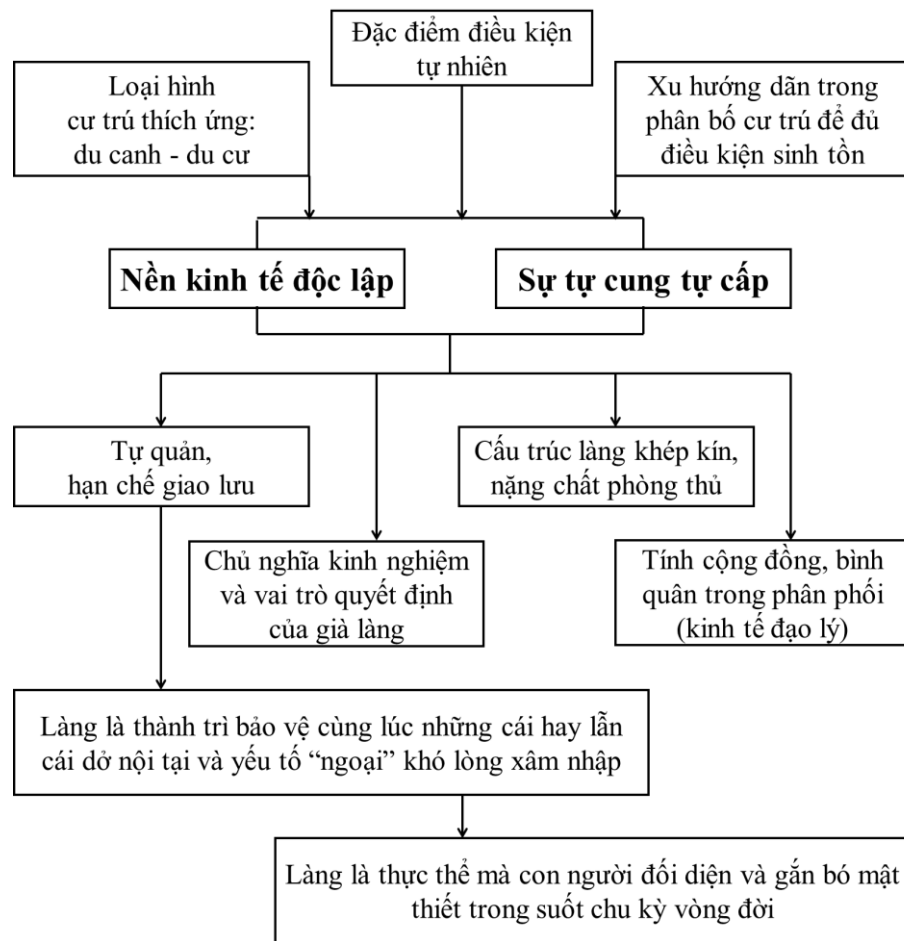 Đặc điểm điều kiện
tự nhiên
Loại hình
cư trú thích ứng:
du canh - du cư
Xu hướng dãn trong
phân bố cư trú để đủ
điều kiện sinh tồn
Nền kinh tế độc lập
Sự tự cung tự cấp
Tự quản,
hạn chế giao lưu
Cấu trúc làng khép kín,
nặng chất phòng thủ
Chủ nghĩa kinh nghiệm
và vai trò quyết định
của già làng
Tính cộng đồng, bình
quân trong phân phối
(kinh tế đạo lý)
Làng là thành trì bảo vệ cùng lúc những cái hay lẫn
cái dở nội tại và yếu tố “ngoại” khó lòng xâm nhập
Làng là thực thể mà con người đối diện và gắn bó mật
thiết trong suốt chu kỳ vòng đời